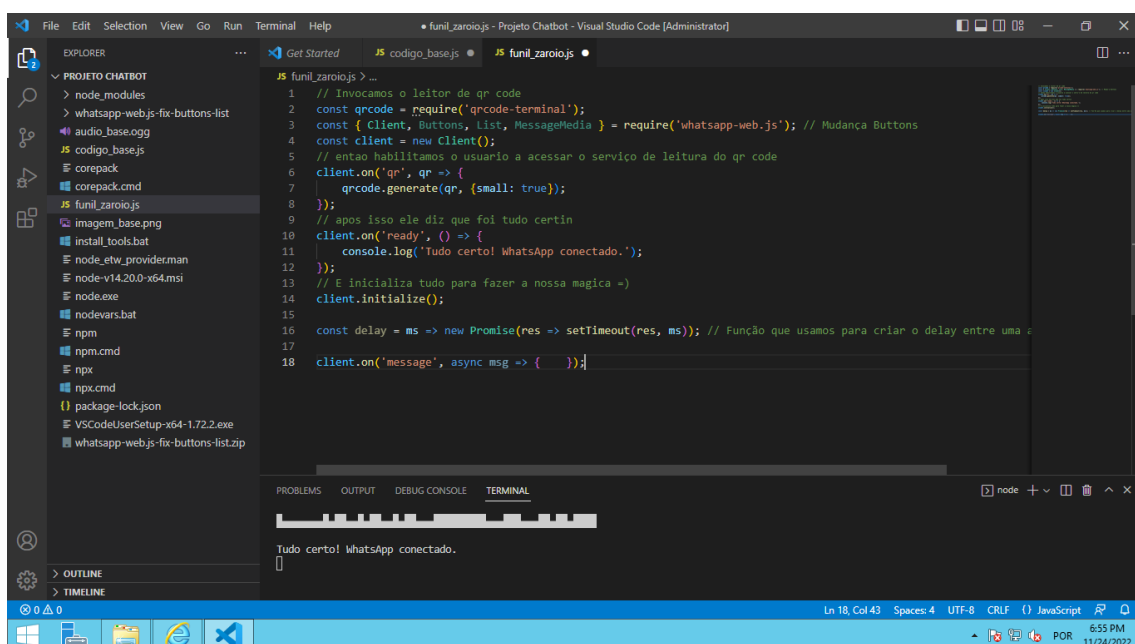 File Edit Selection View Go Run Terminal Help
● funil_zaroio.js - Projeto Chatbot - Visual Studio Code [Administrator]
EXPLORER
Get Started
JS codigo_base.js ●
JS funil_zaroio.js ●
2
PROJETO CHATBOT
> node_modules
> whatsapp-web.js-fix-buttons-list
audio_base.ogg
JS codigo_base.js
corepack
corepack.cmd
JS funil_zaroio.js
imagem_base.png
install_tools.bat
node_etw_provider.man
node-v14.20.0-x64.msi
node.exe
nodevars.bat
npm
npm.cmd
npx
npx.cmd
{} package-lock.json
VSCodeUserSetup-x64-1.72.2.exe
whatsapp-web.js-fix-buttons-list.zip
> OUTLINE
> TIMELINE
JS funil_zaroio.js > ...
1 // Invocamos o leitor de qr code
2 const qrcode = require('qrcode-terminal');
3 const { Client, Buttons, List, MessageMedia } = require('whatsapp-web.js'); // Mudança Buttons
4 const client = new Client();
5 // entao habilitamos o usuario a acessar o serviço de leitura do qr code
6 client.on('qr', qr => {
7 qrcode.generate(qr, {small: true});
8 });
9 // apos isso ele diz que foi tudo certin
10 client.on('ready', () => {
11 console.log('Tudo certo! WhatsApp conectado.');
12 });
13 // E inicializa tudo para fazer a nossa magica =)
14 client.initialize();
15
16 const delay = ms => new Promise(res => setTimeout(res, ms)); // Função que usamos para criar o delay entre uma a
17
18 client.on('message', async msg => { });
PROBLEMS OUTPUT DEBUG CONSOLE TERMINAL
node
Tudo certo! WhatsApp conectado.
0 0
Ln 18, Col 43 Spaces: 4 UTF-8 CRLF {} JavaScript
POR
6:55 PM
11/24/2022